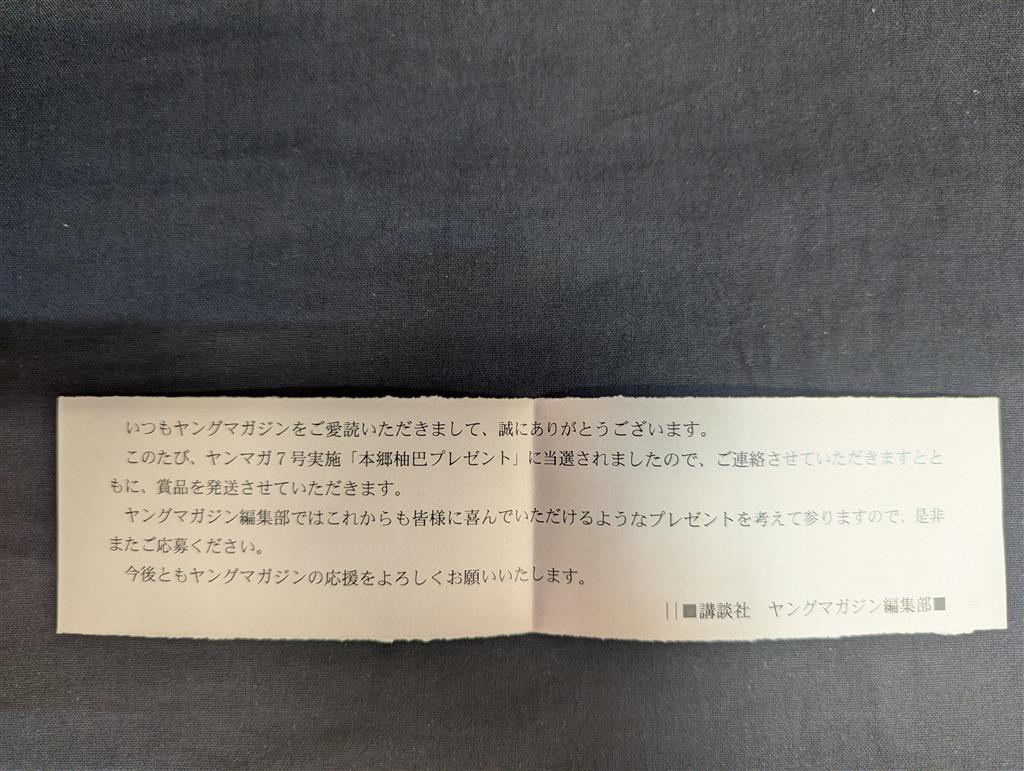 いつもヤングマガジンをご愛読いただきまして、誠にありがとうございます。
このたび、ヤンマガ７号実施「本郷柚巴プレゼント」に当選されましたので、ご連絡させていただきますとと
もに、賞品を発送させていただきます。
ヤングマガジン編集部ではこれからも皆様に喜んでいただけるようなプレゼントを考えて参りますので、是非
またご応募ください。
今後ともヤングマガジンの応援をよろしくお願いいたします。
||■講談社　ヤングマガジン編集部■